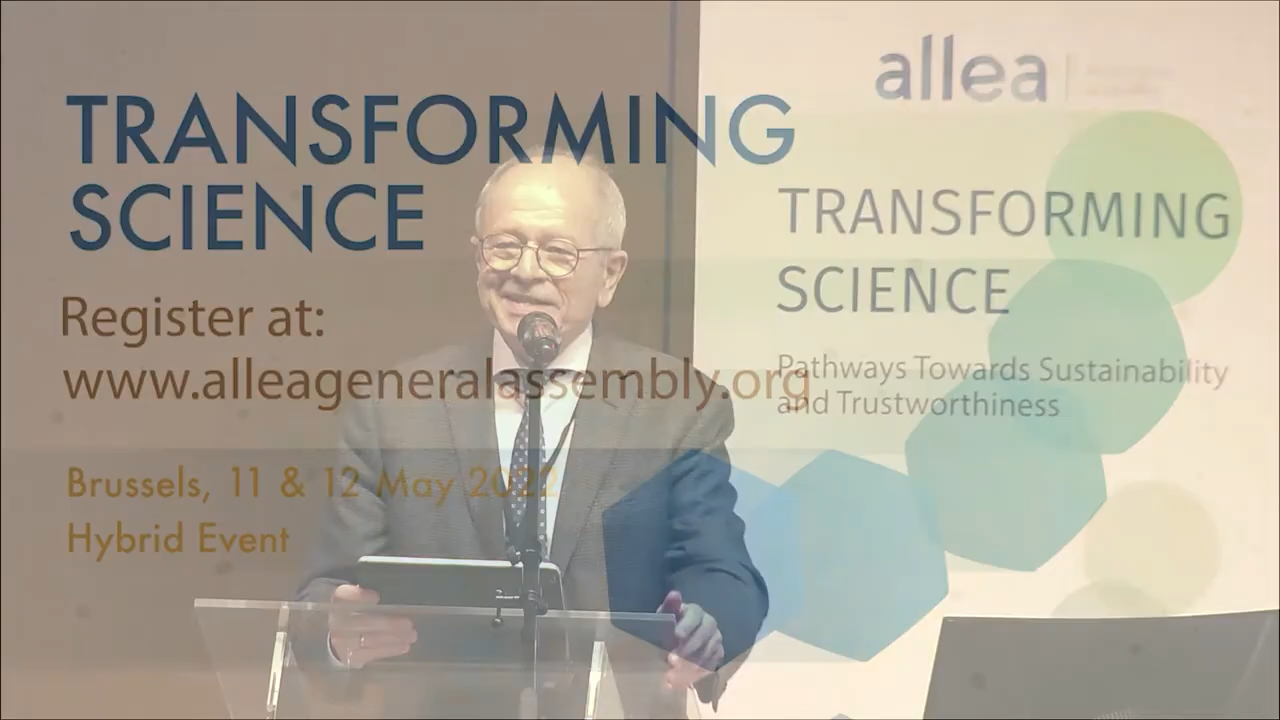 TRANSFORMING
SCIENCE
Register at:
www.alleageneralassembly.org
Brussels, 11 & 12 May 2022
Hybrid Event
allea
TRANSFORMING
SCIENCE
Pathways Towards Sustainability
and Trustworthiness